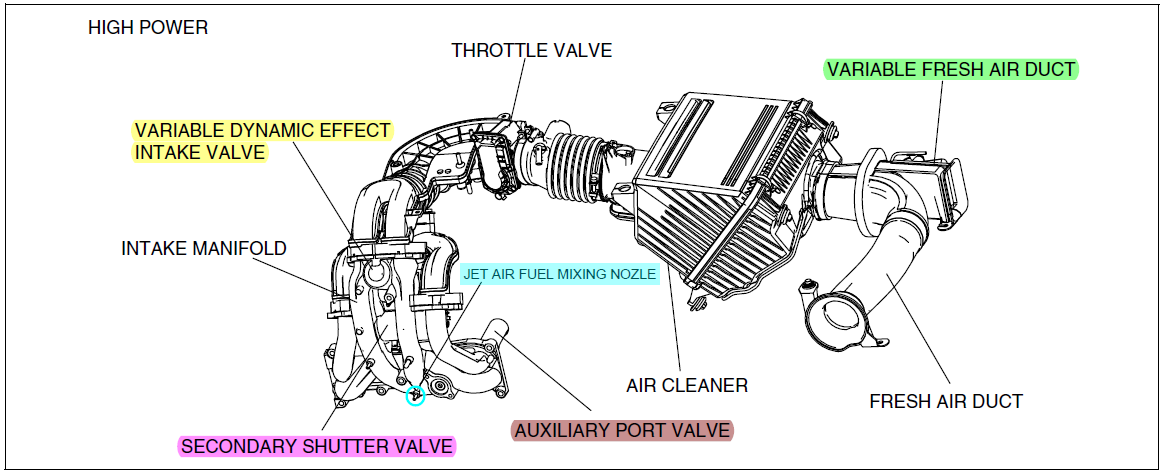 HIGH POWER
THROTTLE VALVE
VARIABLE FRESH AIR DUCT
VARIABLE DYNAMIC EFFECT
INTAKE VALVE
INTAKE MANIFOLD
JET AIR FUEL MIXING NOZLE
AIR CLEANER
FRESH AIR DUCT
AUXILIARY PORT VALVE
SECONDARY SHUTTER VALVE